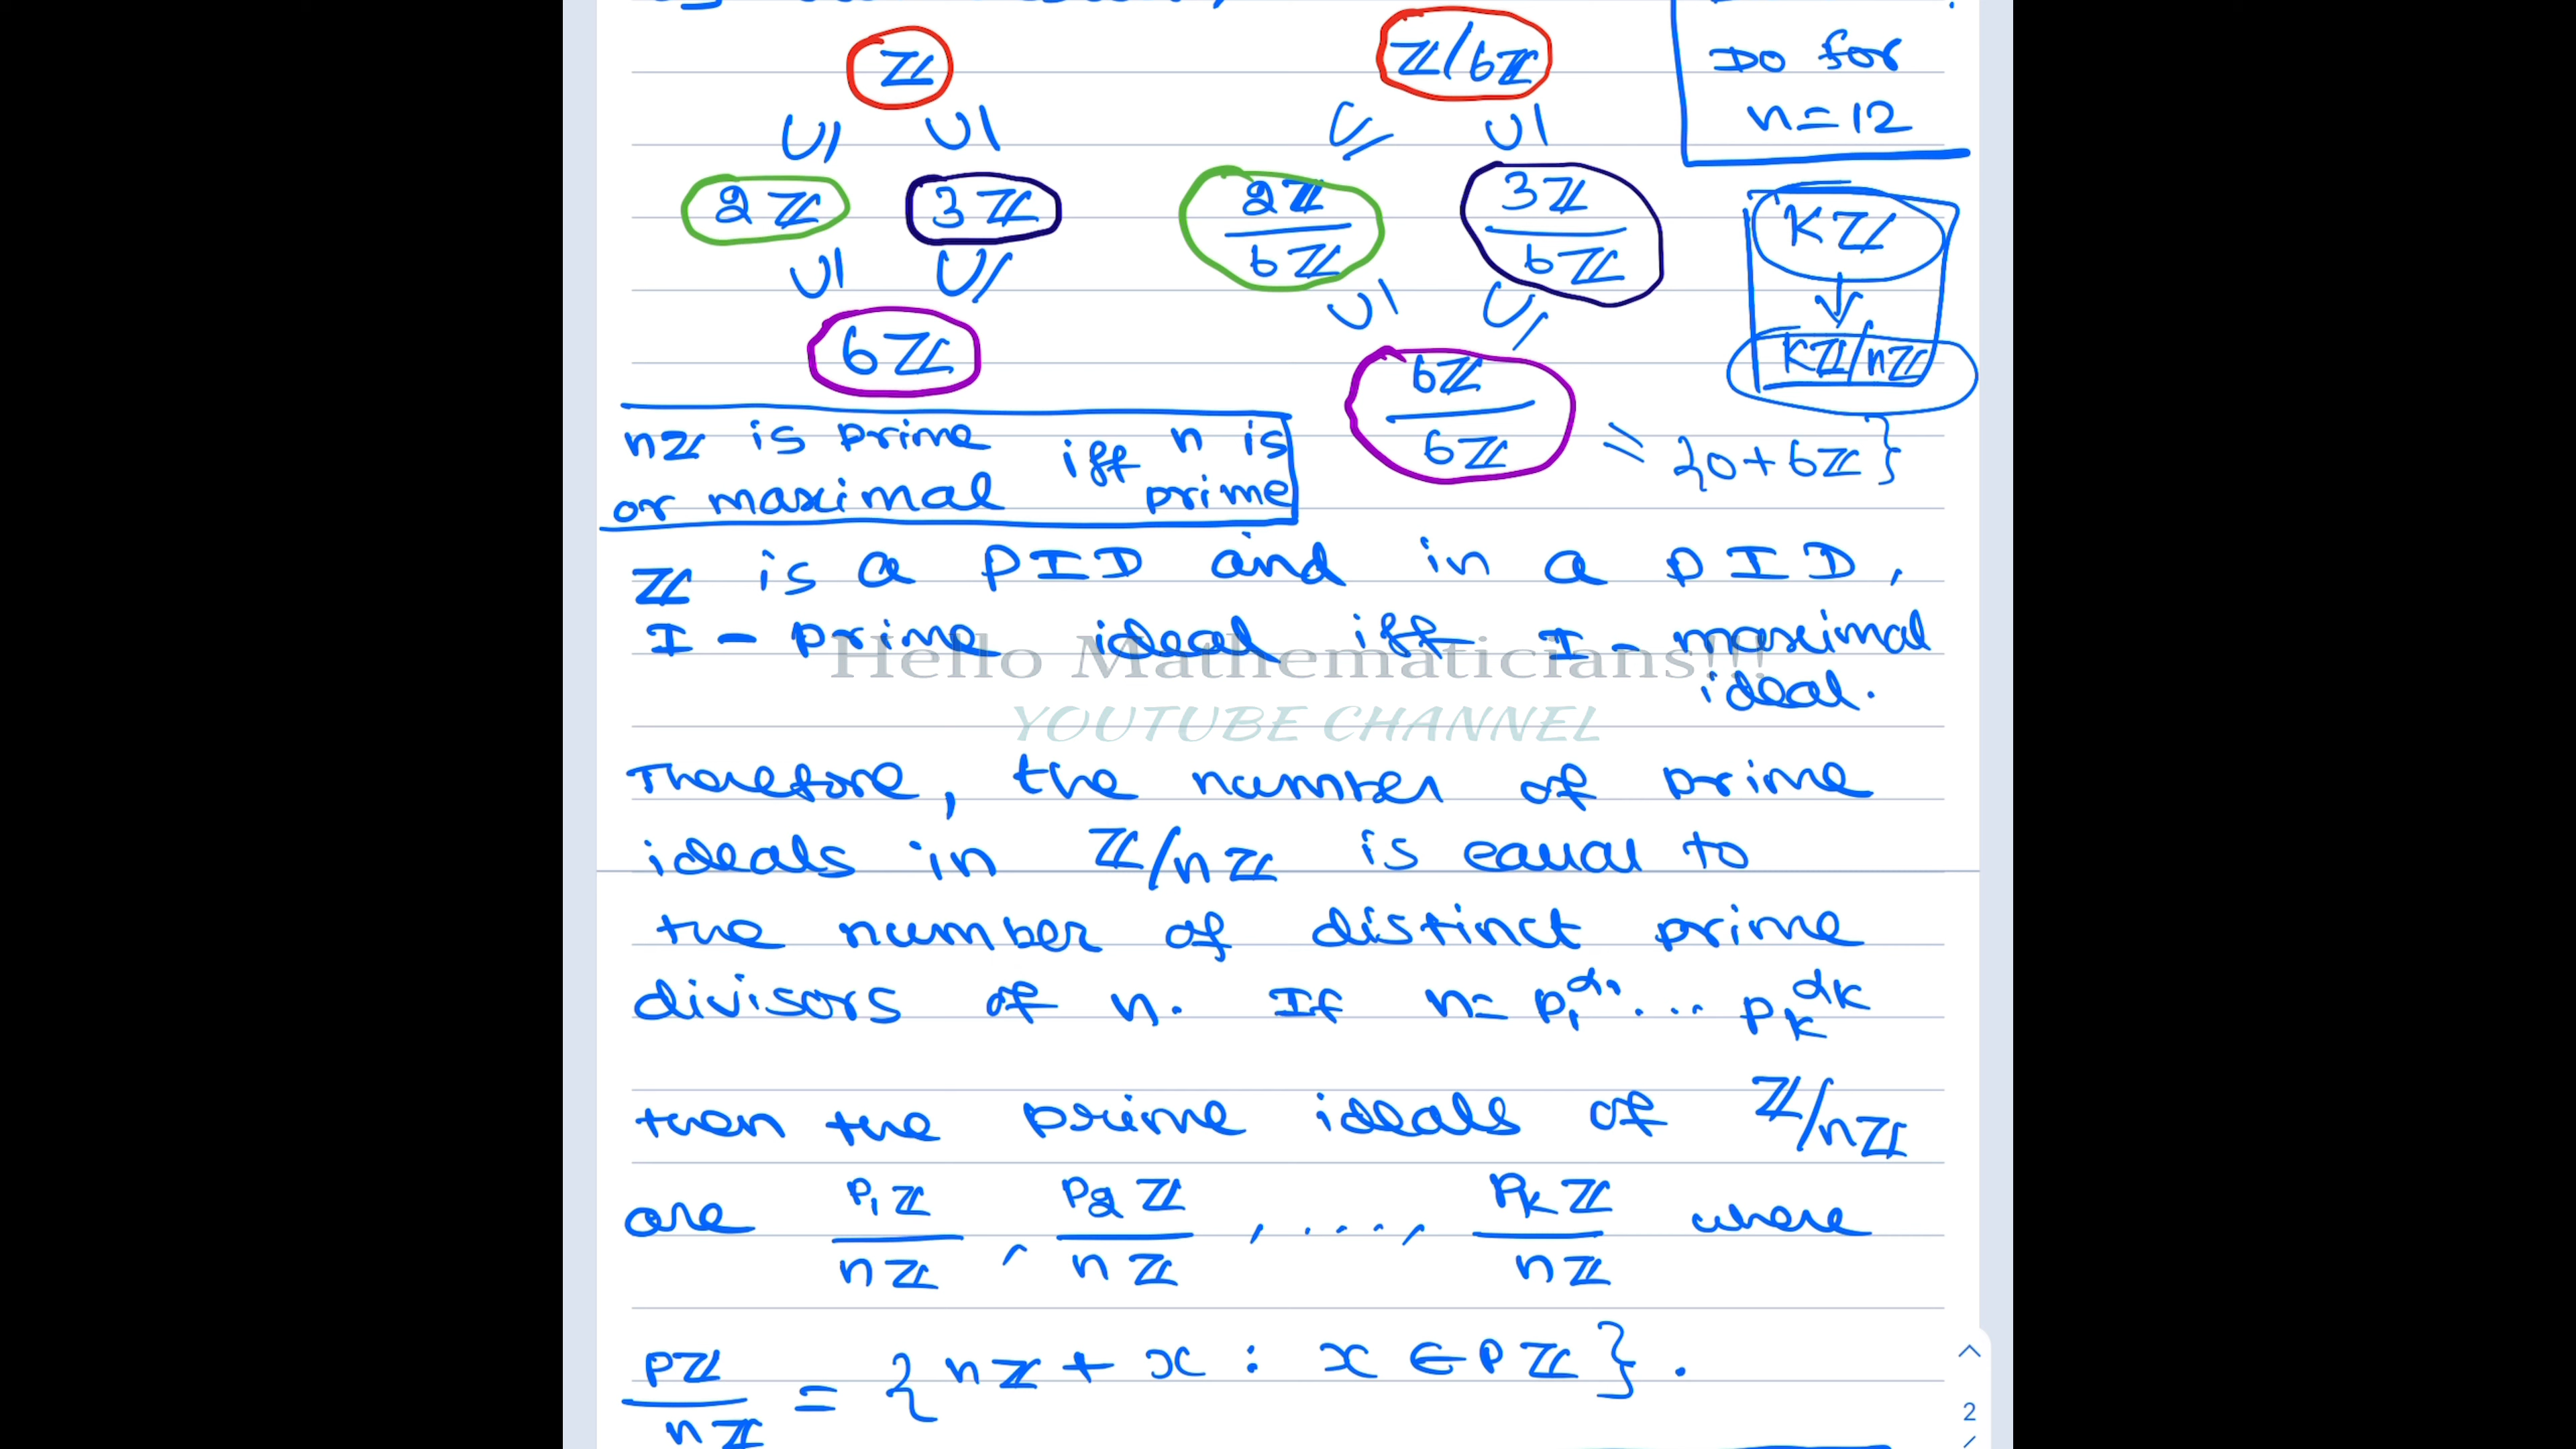 ℤ ℤ/6ℤ Do for
U| U| U| U| n=12
2ℤ 3ℤ 2ℤ/6ℤ 3ℤ/6ℤ kℤ
U| U| U| U| ↓
6ℤ 6ℤ/6ℤ = {0+6ℤ} kℤ/nℤ
nℤ is prime iff n is
or maximal prime
ℤ is a PID and in a PID,
I - prime ideal iff I - maximal
Hello Mathematicians!!!
ideal.
YOUTUBE CHANNEL
Therefore, the number of prime
ideals in ℤ/nℤ is equal to
the number of distinct prime
divisors of n. If n= p₁^α₁ ... pₖ^αₖ
then the prime ideals of ℤ/nℤ
are p₁ℤ/nℤ, p₂ℤ/nℤ, ...., pₖℤ/nℤ where
pℤ/nℤ = {nℤ + x : x ∈ pℤ}.
2